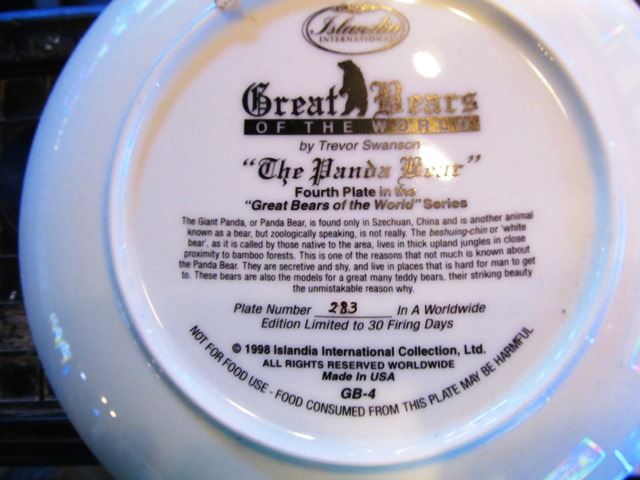 Islandia
INTERNATIONAL
Great Bears
OF THE WORLD
by Trevor Swanson
"The Panda Bear"
Fourth Plate in the
"Great Bears of the World" Series
The Giant Panda, or Panda Bear, is found only in Szechuan, China and is another animal
known as a bear, but zoologically speaking, is not really. The beshuing-chin or 'white
bear', as it is called by those native to the area, lives in thick upland jungles in close
proximity to bamboo forests. This is one of the reasons that not much is known about
the Panda Bear. They are secretive and shy, and live in places that is hard for man to get
to. These bears are also the models for a great many teddy bears, their striking beauty
the unmistakable reason why.
Plate Number 283 In A Worldwide
Edition Limited to 30 Firing Days
© 1998 Islandia International Collection, Ltd.
ALL RIGHTS RESERVED WORLDWIDE
Made In USA
GB-4
NOT FOR FOOD USE - FOOD CONSUMED FROM THIS PLATE MAY BE HARMFUL